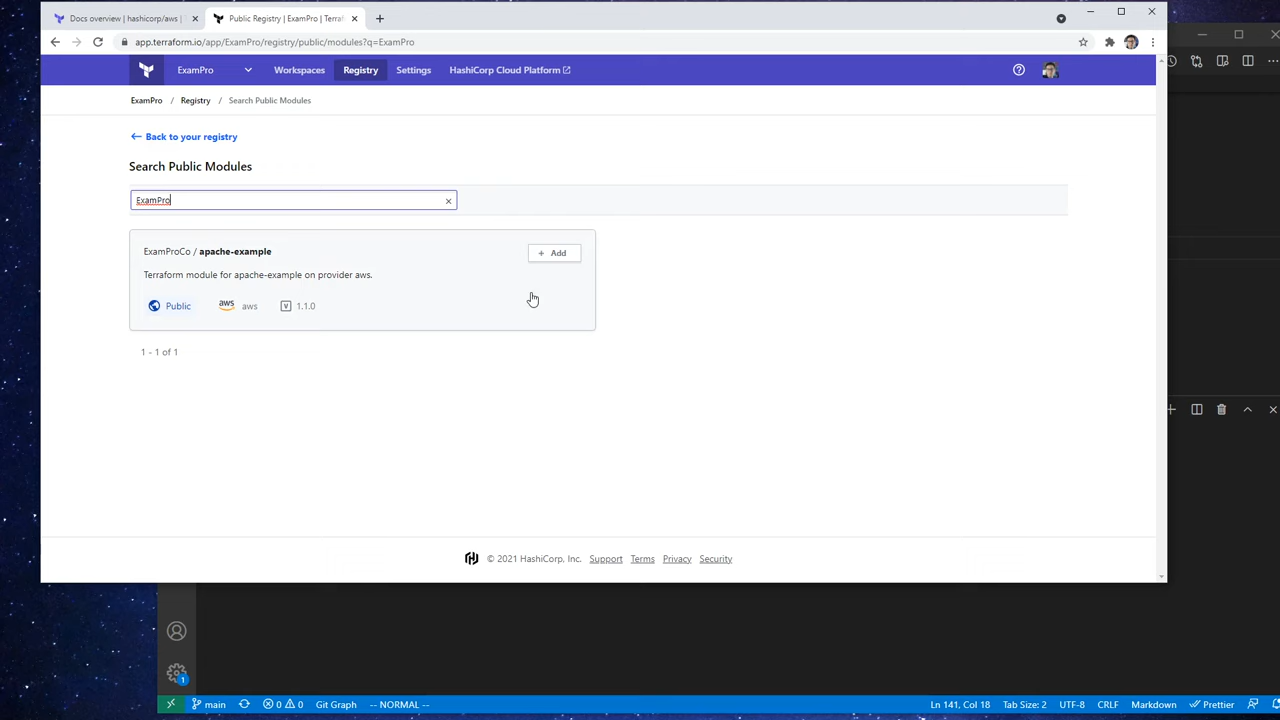 Docs overview | hashicorp/aws |
Public Registry | ExamPro | Terraf
app.terraform.io/app/ExamPro/registry/public/modules?q=ExamPro
ExamPro
Workspaces
Registry
Settings
HashiCorp Cloud Platform
ExamPro / Registry / Search Public Modules
← Back to your registry
Search Public Modules
ExamPro
ExamProCo / apache-example
+ Add
Terraform module for apache-example on provider aws.
Public
aws aws
V 1.1.0
1 - 1 of 1
© 2021 HashiCorp, Inc. Support Terms Privacy Security
1
main
0 0
Git Graph
-- NORMAL --
Ln 141, Col 18
Tab Size: 2
UTF-8
CRLF
Markdown
Prettier